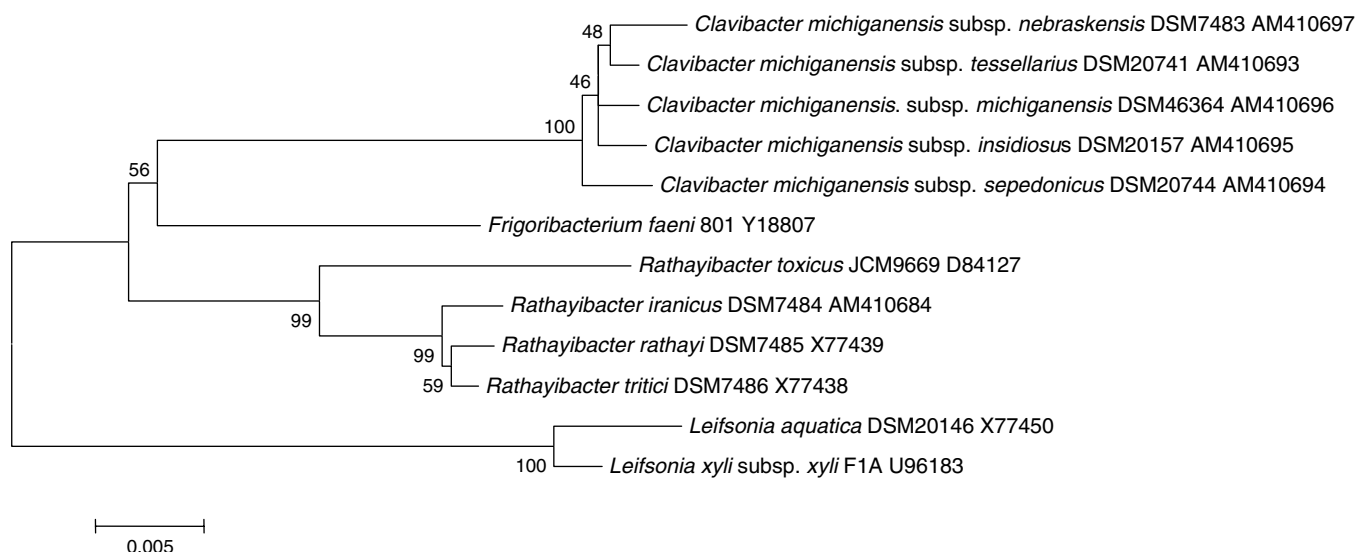 48
Clavibacter michiganensis subsp. nebraskensis DSM7483 AM410697
Clavibacter michiganensis subsp. tessellarius DSM20741 AM410693
46
Clavibacter michiganensis. subsp. michiganensis DSM46364 AM410696
100
Clavibacter michiganensis subsp. insidiosus DSM20157 AM410695
56
Clavibacter michiganensis subsp. sepedonicus DSM20744 AM410694
Frigoribacterium faeni 801 Y18807
Rathayibacter toxicus JCM9669 D84127
99
Rathayibacter iranicus DSM7484 AM410684
99
Rathayibacter rathayi DSM7485 X77439
59
Rathayibacter tritici DSM7486 X77438
Leifsonia aquatica DSM20146 X77450
100
Leifsonia xyli subsp. xyli F1A U96183
0.005